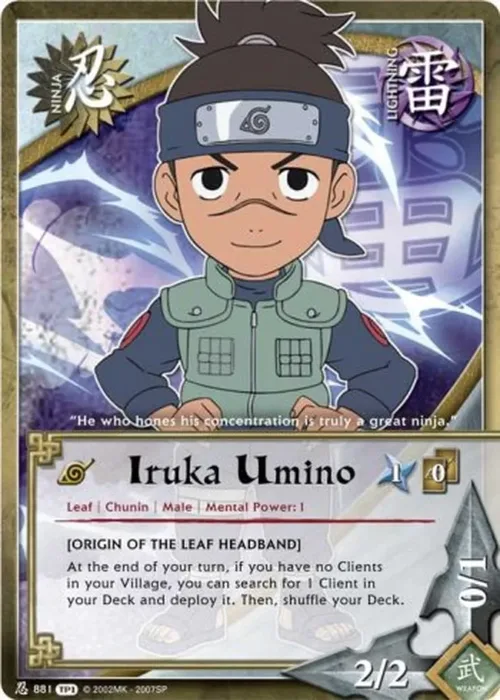 忍
NINJA
雷
LIGHTNING
"He who hones his concentration is truly a great ninja."
Iruka Umino
1
0
Leaf | Chunin | Male | Mental Power: 1
[ORIGIN OF THE LEAF HEADBAND]
At the end of your turn, if you have no Clients
in your Village, you can search for 1 Client in
your Deck and deploy it. Then, shuffle your Deck.
0/1
2/2
武
WEAPON
忍 881 TP3 © 2002MK - 2007SP